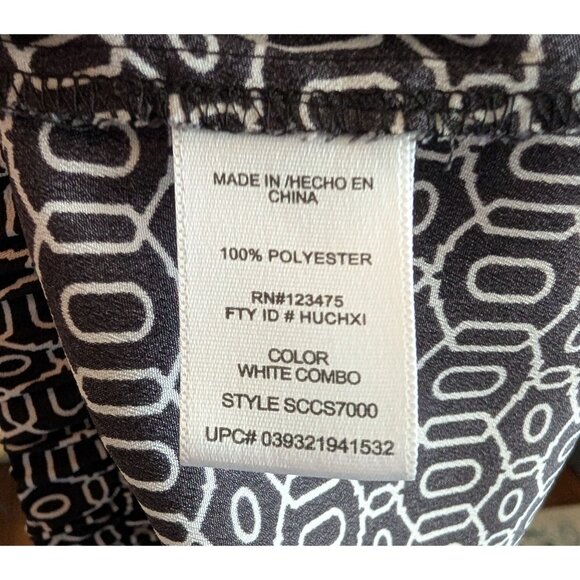 MADE IN /HECHO EN
CHINA
100% POLYESTER
RN#123475
FTY ID # HUCHXI
COLOR
WHITE COMBO
STYLE SCCS7000
UPC# 039321941532